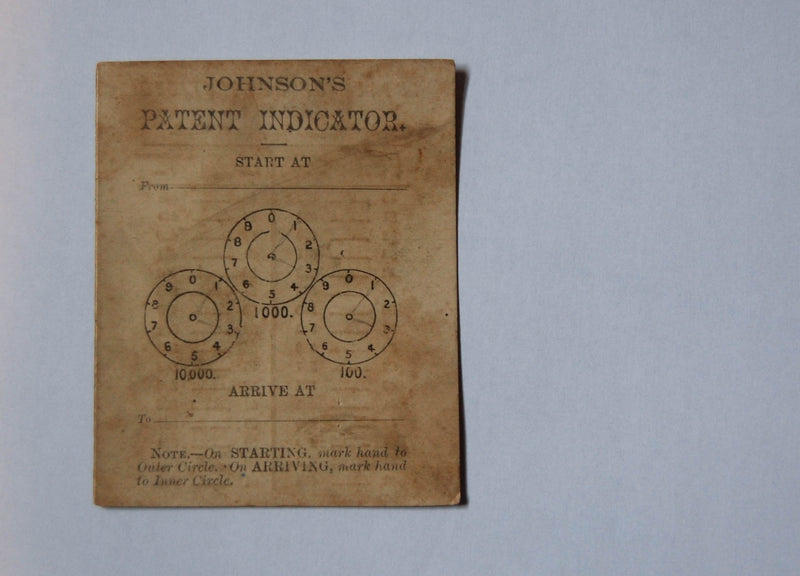 JOHNSON'S
PATENT INDICATOR.
START AT
From
0 1 2 3 4 5 6 7 8 9
0 1 2 3 4 5 6 7 8 9
0 1 2 3 4 5 6 7 8 9
1000.
10,000.
100.
ARRIVE AT
To
NOTE.—On STARTING, mark hand to
Outer Circle. On ARRIVING, mark hand
to Inner Circle.